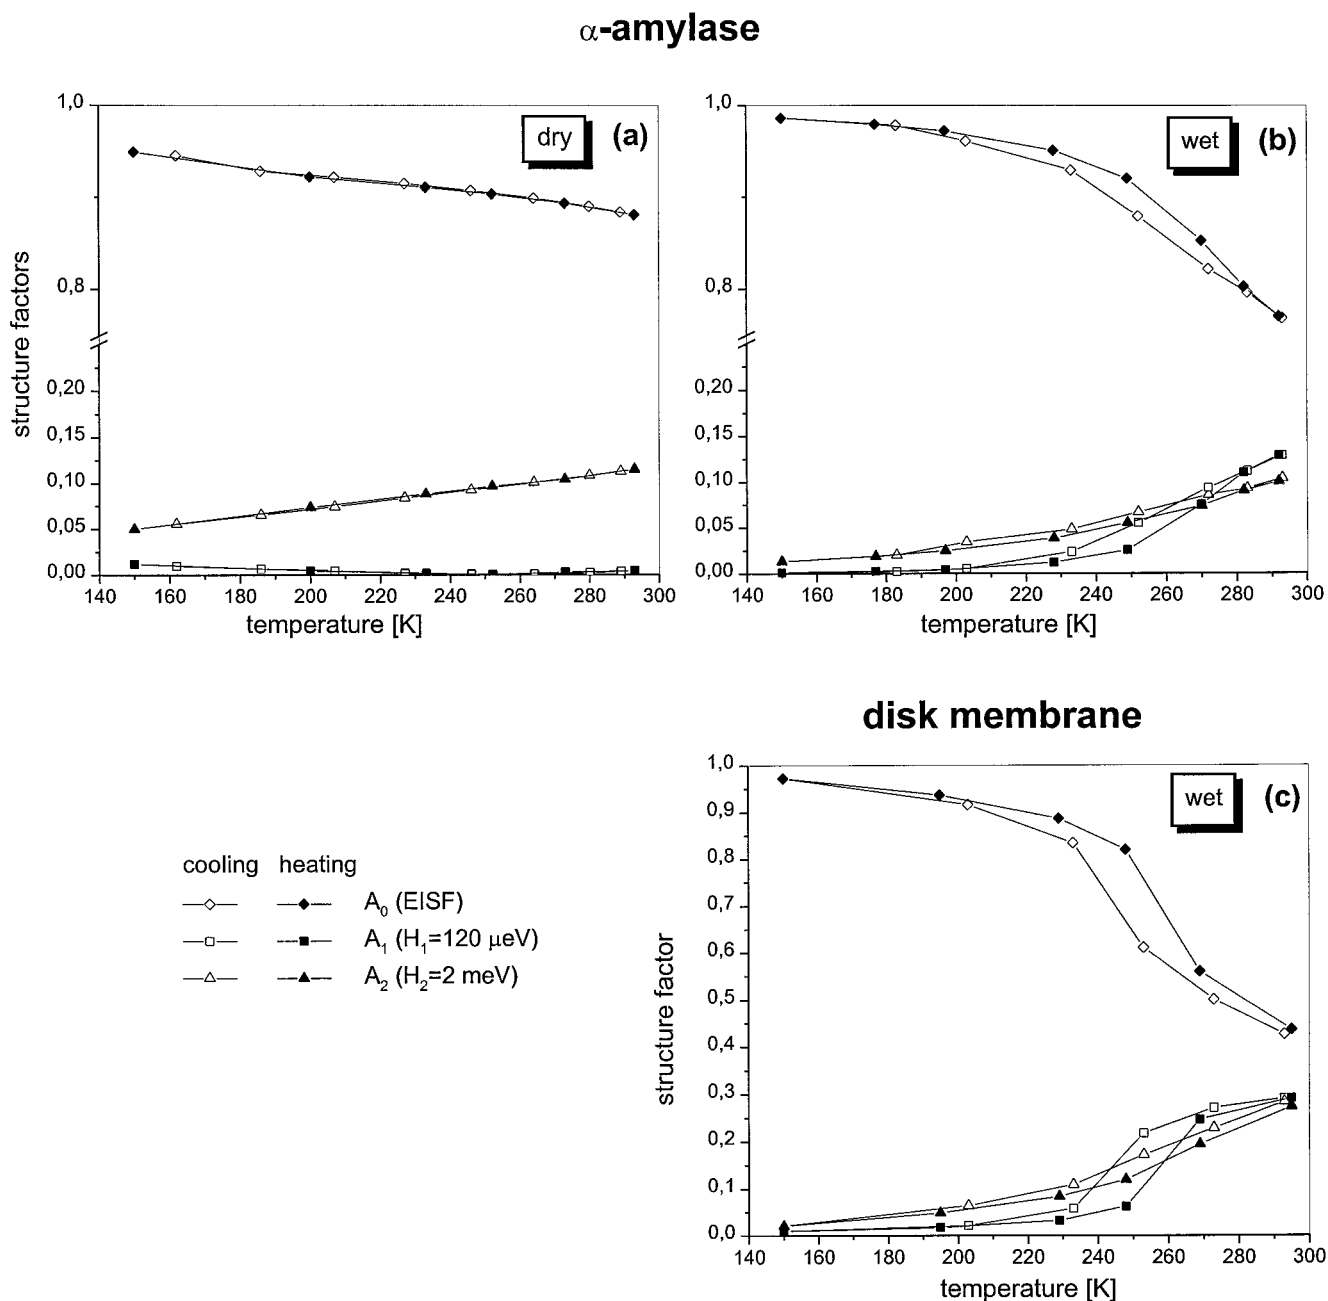 α-amylase
dry (a)
structure factors
1,0
0,8
0,20
0,15
0,10
0,05
0,00
140 160 180 200 220 240 260 280 300
temperature [K]
wet (b)
1,0
0,8
0,20
0,15
0,10
0,05
0,00
140 160 180 200 220 240 260 280 300
temperature [K]
disk membrane
cooling heating
A₀ (EISF)
A₁ (H₁=120 µeV)
A₂ (H₂=2 meV)
wet (c)
structure factor
1,0
0,9
0,8
0,7
0,6
0,5
0,4
0,3
0,2
0,1
0,0
140 160 180 200 220 240 260 280 300
temperature [K]